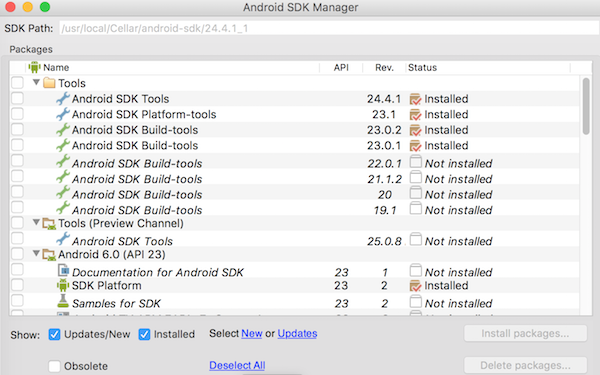 Android SDK Manager
SDK Path: /usr/local/Cellar/android-sdk/24.4.1_1
Packages
Name API Rev. Status
Tools
Android SDK Tools 24.4.1 Installed
Android SDK Platform-tools 23.1 Installed
Android SDK Build-tools 23.0.2 Installed
Android SDK Build-tools 23.0.1 Installed
Android SDK Build-tools 22.0.1 Not installed
Android SDK Build-tools 21.1.2 Not installed
Android SDK Build-tools 20 Not installed
Android SDK Build-tools 19.1 Not installed
Tools (Preview Channel)
Android SDK Tools 25.0.8 Not installed
Android 6.0 (API 23)
Documentation for Android SDK 23 1 Not installed
SDK Platform 23 2 Installed
Samples for SDK 23 2 Not installed
Show: Updates/New Installed Select New or Updates Install packages...
Obsolete Deselect All Delete packages...